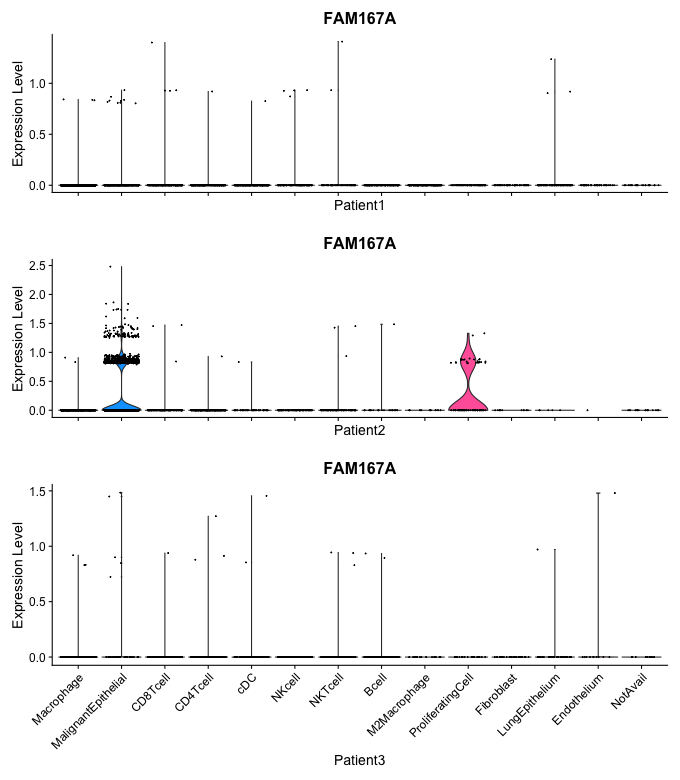 FAM167A
Expression Level
1.0
0.5
0.0
Patient1
FAM167A
Expression Level
2.5
2.0
1.5
1.0
0.5
0.0
Patient2
FAM167A
Expression Level
1.5
1.0
0.5
0.0
Macrophage
MalignantEpithelial
CD8Tcell
CD4Tcell
cDC
NKcell
NKTcell
Bcell
M2Macrophage
ProliferatingCell
Fibroblast
LungEpithelium
Endothelium
NotAvail
Patient3